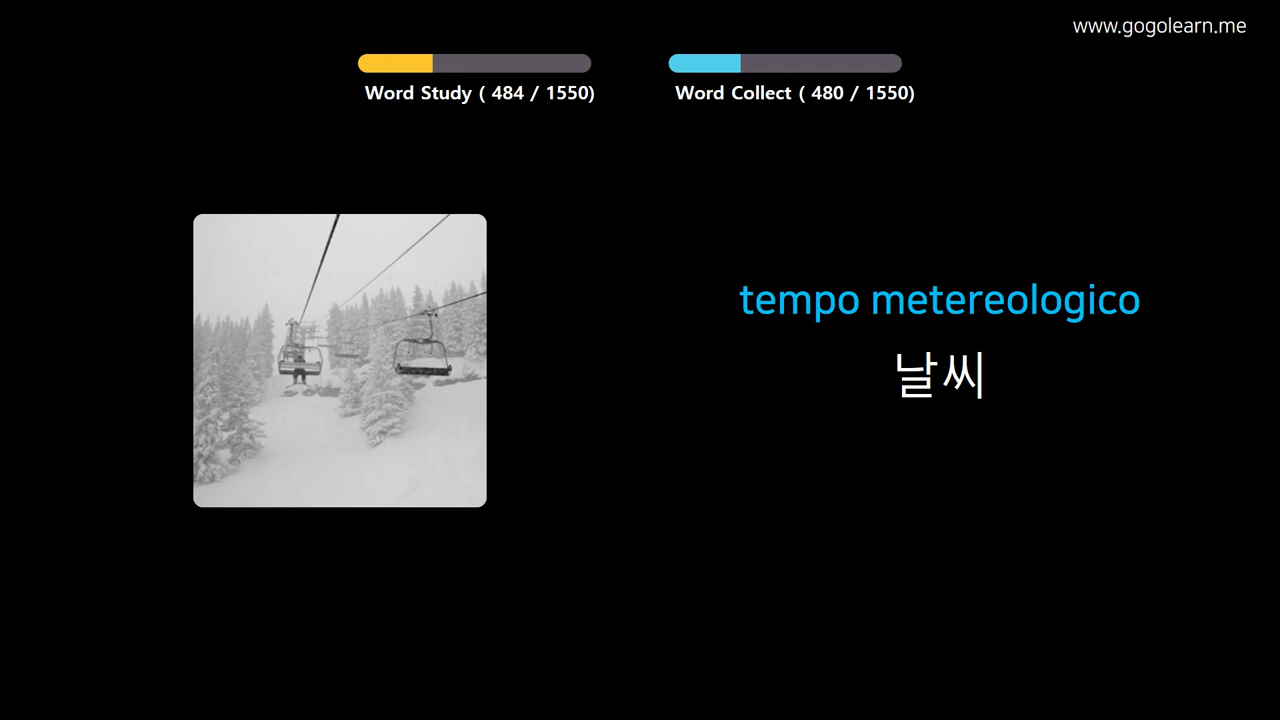 www.gogolearn.me
Word Study ( 484 / 1550)
Word Collect ( 480 / 1550)
tempo metereologico
날씨